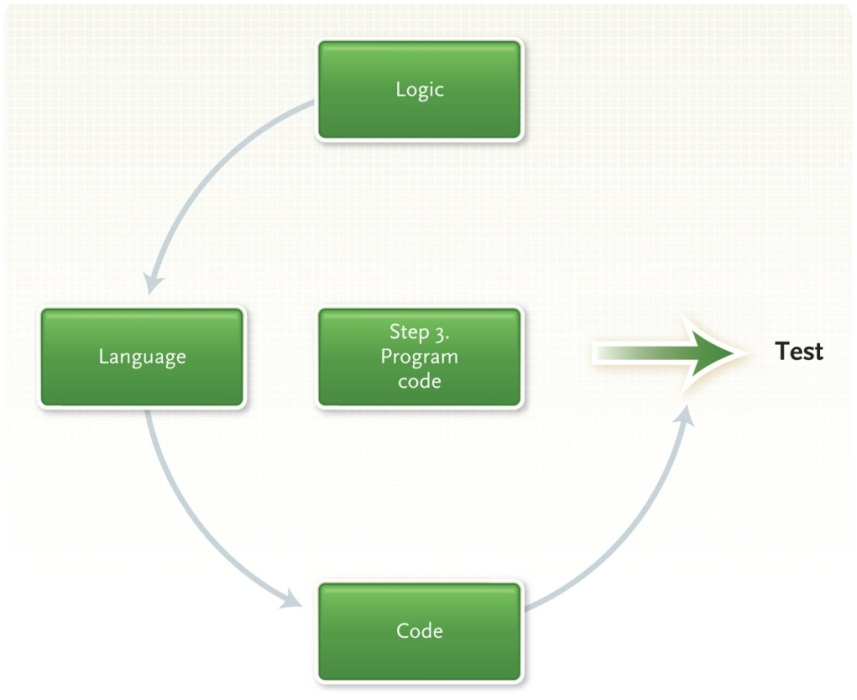 Logic
Language
Step 3.
Program
code
Test
Code